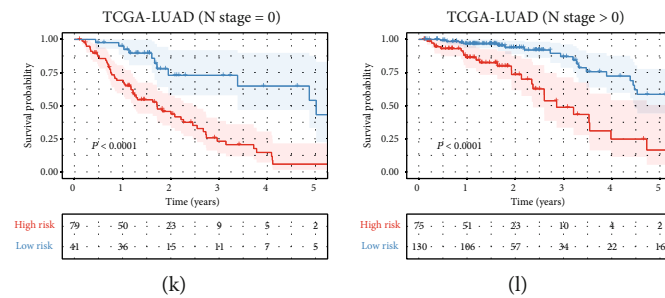 TCGA-LUAD (N stage = 0)
Survival probability
1.00
0.75
0.50
0.25
0.00
P < 0.0001
0 1 2 3 4 5
Time (years)
High risk 79 50 23 9 5 2
Low risk 41 36 15 11 7 5
(k)
TCGA-LUAD (N stage > 0)
Survival probability
1.00
0.75
0.50
0.25
0.00
P < 0.0001
0 1 2 3 4 5
Time (years)
High risk 75 51 23 10 4 2
Low risk 130 106 57 34 22 16
(l)